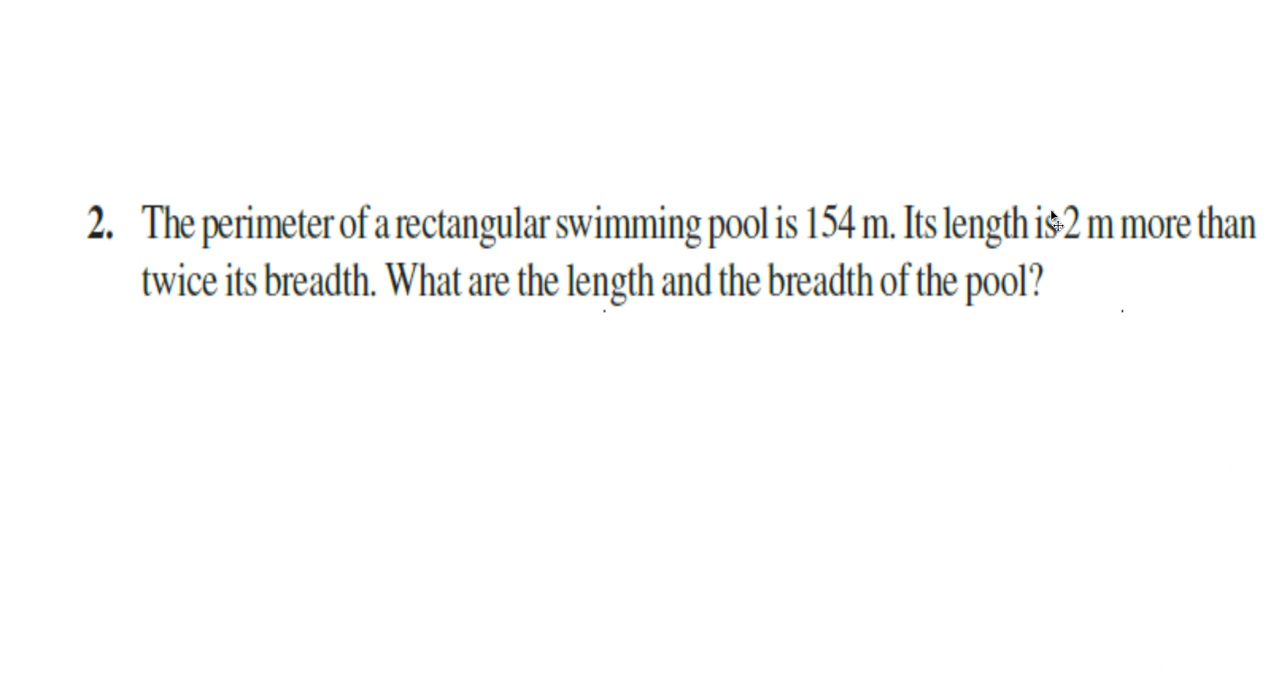 2. The perimeter of a rectangular swimming pool is 154 m. Its length is 2 m more than
twice its breadth. What are the length and the breadth of the pool?